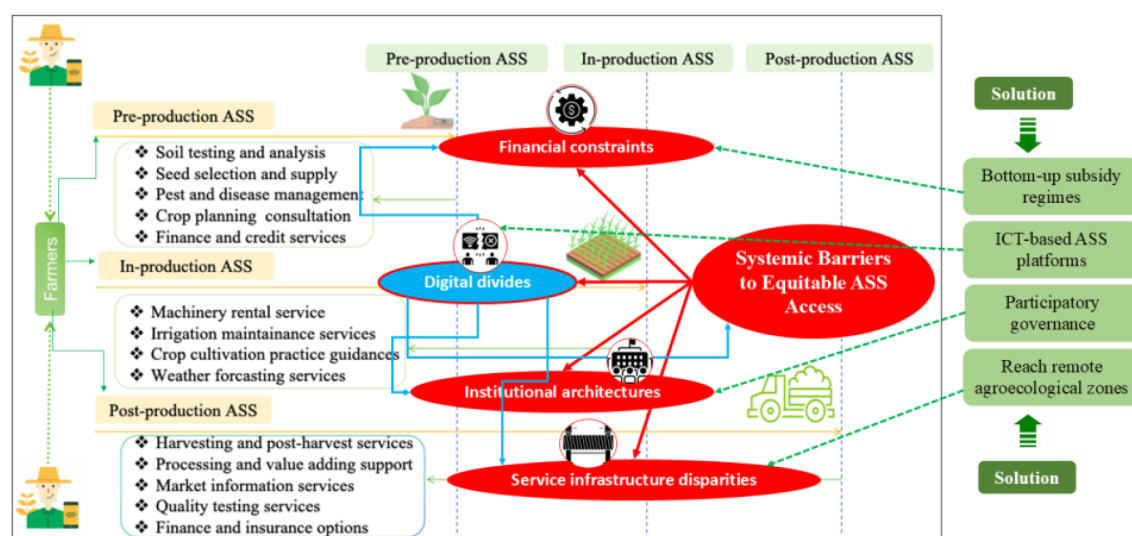 Pre-production ASS
In-production ASS
Post-production ASS
Solution
Pre-production ASS
❖ Soil testing and analysis
❖ Seed selection and supply
❖ Pest and disease management
❖ Crop planning consultation
❖ Finance and credit services
Financial constraints
Bottom-up subsidy
regimes
ICT-based ASS
platforms
Farmers
In-production ASS
Digital divides
Systemic Barriers
to Equitable ASS
Access
Participatory
governance
❖ Machinery rental service
❖ Irrigation maintainance services
❖ Crop cultivation practice guidances
❖ Weather forcasting services
Institutional architectures
Reach remote
agroecological zones
Post-production ASS
❖ Harvesting and post-harvest services
❖ Processing and value adding support
❖ Market information services
❖ Quality testing services
❖ Finance and insurance options
Service infrastructure disparities
Solution